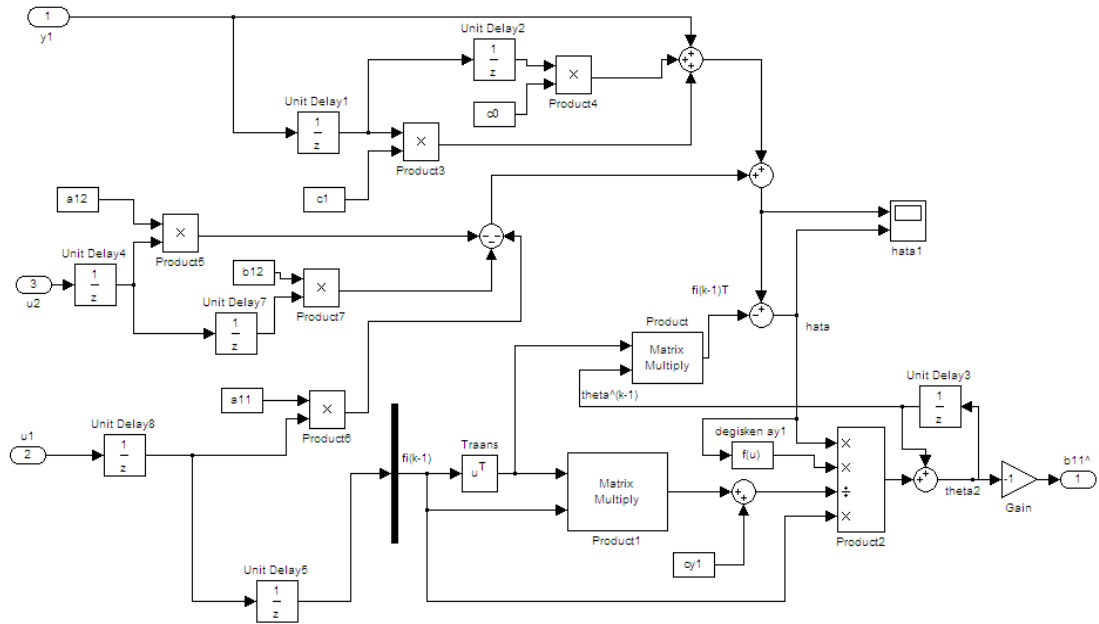 1
y1
Unit Delay2
1
z
×
Product4
c0
+
+
+
Unit Delay1
1
z
×
Product3
c1
+
+
a12
×
Product5
Unit Delay4
1
z
3
u2
b12
×
Product7
Unit Delay7
1
z
hata1
fi(k-1)T
Product
Matrix
Multiply
hata
theta^(k-1)
Unit Delay3
1
z
a11
×
Product6
u1
2
Unit Delay8
1
z
fi(k-1)
Traans
uT
Matrix
Multiply
Product1
degisken ay1
f(u)
+
+
cy1
×
×
÷
×
Product2
+
+
theta2
-1
Gain
b11^
1
Unit Delay5
1
z